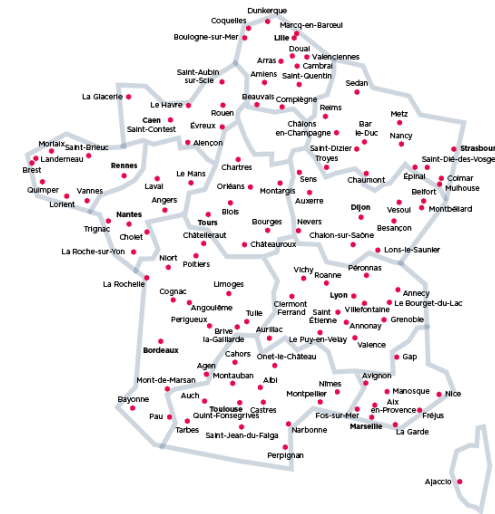 Dunkerque
Coquelles
Marcq-en-Barœul
Boulogne-sur-Mer
Lille
Douai
Arras
Valenciennes
Cambrai
Saint-Aubin
sur-Scie
Amiens
Saint-Quentin
Sedan
La Glacerie
Le Havre
Beauvais
Compiègne
Rouen
Reims
Metz
Caen
Saint-Contest
Évreux
Châlons
en-Champagne
Bar
le-Duc
Nancy
Alençon
Morlaix
Saint-Brieuc
Landerneau
Saint-Dizier
Strasbour
Brest
Rennes
Chartres
Troyes
Saint-Dié-des-Vosge
Le Mans
Sens
Chaumont
Épinal
Colmar
Quimper
Vannes
Laval
Orléans
Montargis
Mulhouse
Lorient
Angers
Blois
Auxerre
Dijon
Vesoul
Belfort
Montbéliard
Trignac
Nantes
Tours
Bourges
Nevers
Besançon
Cholet
Châtelleraut
Chalon-sur-Saône
La Roche-sur-Yon
Niort
Châteauroux
Lons-le-Saunier
Poitiers
La Rochelle
Vichy
Roanne
Péronnas
Cognac
Limoges
Lyon
Annecy
Angoulême
Clermont
Ferrand
Saint
Étienne
Villefontaine
Le Bourget-du-Lac
Perigueux
Tulle
Annonay
Grenoble
Brive
la-Gaillarde
Aurillac
Le Puy-en-Velay
Valence
Bordeaux
Cahors
Onet-le-Château
Gap
Agen
Mont-de-Marsan
Montauban
Albi
Avignon
Nîmes
Bayonne
Auch
Montpellier
Manosque
Nice
Pau
Quint-Fonsegrives
Toulouse
Castres
Fos-sur-Mer
Aix
en-Provence
Fréjus
Tarbes
Saint-Jean-du-Falga
Narbonne
Marseille
La Garde
Perpignan
Ajaccio